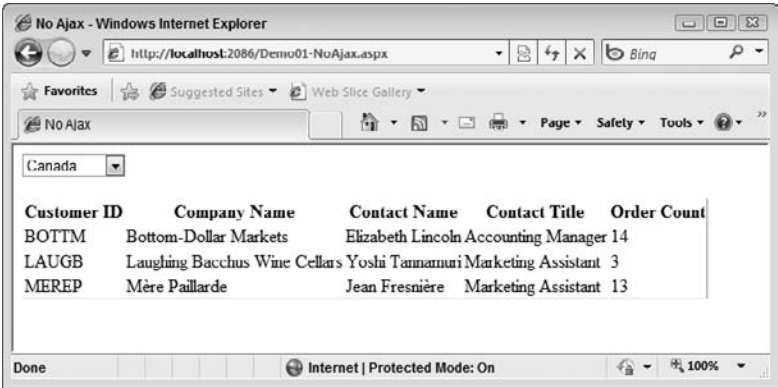 No Ajax - Windows Internet Explorer
http://localhost:2086/Demo01-NoAjax.aspx
Bing
Favorites Suggested Sites Web Slice Gallery
No Ajax Page Safety Tools »
Canada
Customer ID Company Name Contact Name Contact Title Order Count
BOTTM Bottom-Dollar Markets Elizabeth Lincoln Accounting Manager 14
LAUGB Laughing Bacchus Wine Cellars Yoshi Tannamuri Marketing Assistant 3
MEREP Mère Paillarde Jean Fresnière Marketing Assistant 13
Done Internet | Protected Mode: On 100%